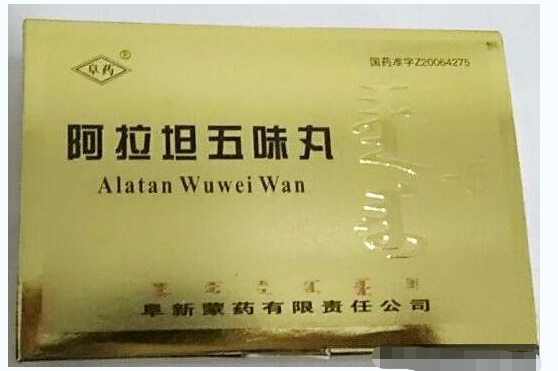 阜药®
国药准字Z20064275
阿拉坦五味丸
Alatan Wuwei Wan
阜新蒙药有限责任公司